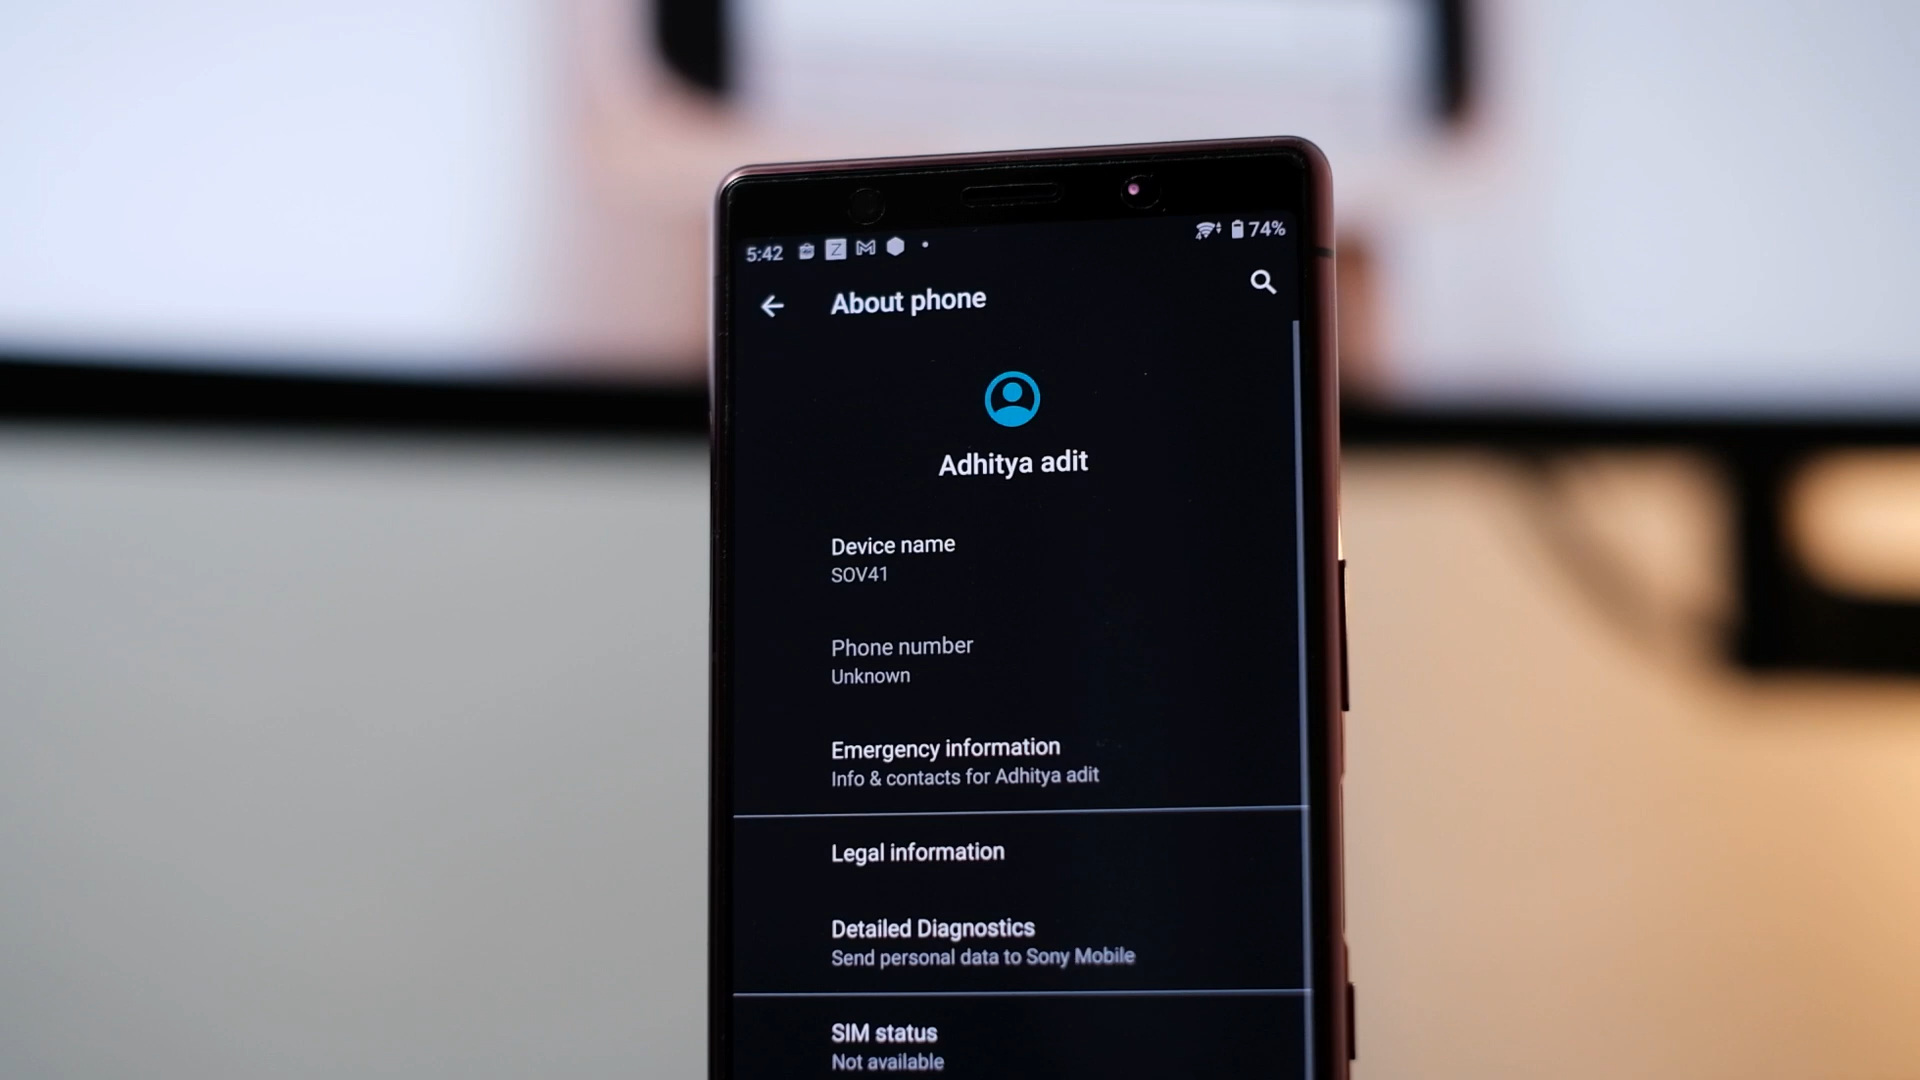 5:42 Z M 74%
About phone
Adhitya adit
Device name
SOV41
Phone number
Unknown
Emergency information
Info & contacts for Adhitya adit
Legal information
Detailed Diagnostics
Send personal data to Sony Mobile
SIM status
Not available